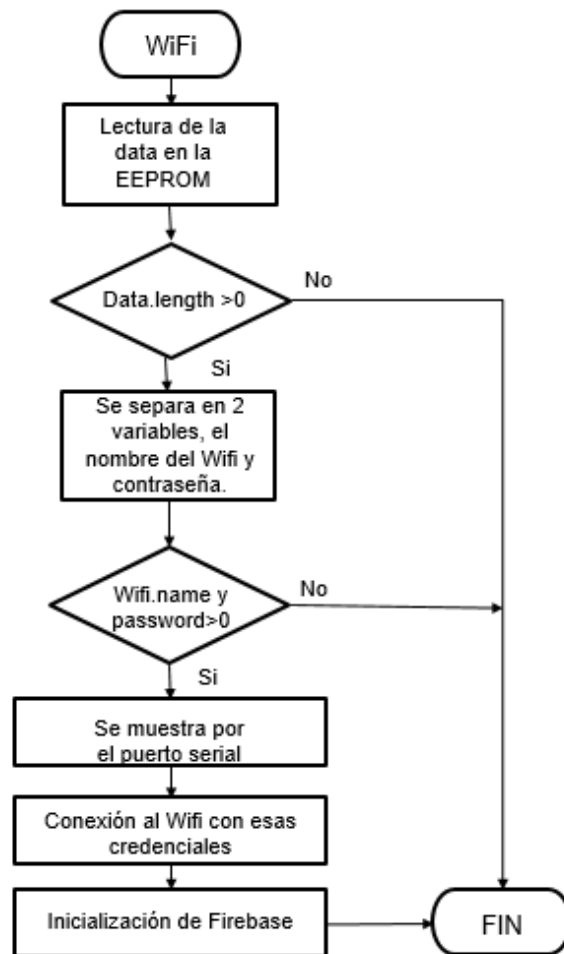 WiFi
Lectura de la
data en la
EEPROM
Data.length >0
No
Si
Se separa en 2
variables, el
nombre del Wifi y
contraseña.
Wifi.name y
password>0
No
Si
Se muestra por
el puerto serial
Conexión al Wifi con esas
credenciales
Inicialización de Firebase
FIN